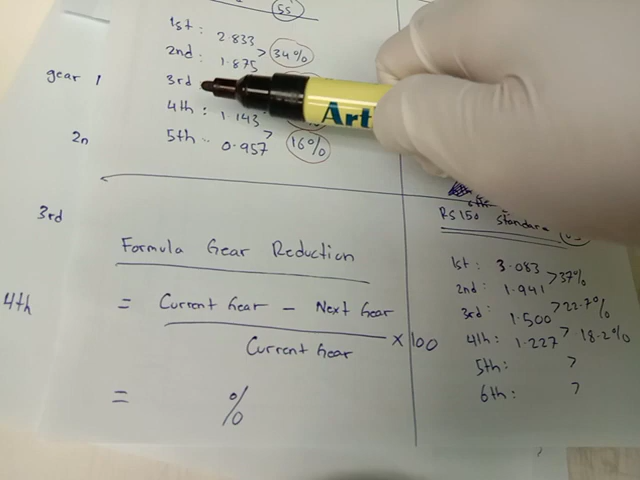 5S
1st: 2.833
2nd: 1.875 > 34%
3rd
4th: 1.143
5th: 0.957 > 16%
gear 1
2n
3rd
4th
Formula Gear Reduction
= Current Gear - Next Gear
Current Gear × 100
= %
RS150 Standard
1st: 3.083
2nd: 1.941 > 37%
3rd: 1.500 > 22.7%
4th: 1.227 > 18.2%
5th: >
6th: >
Art